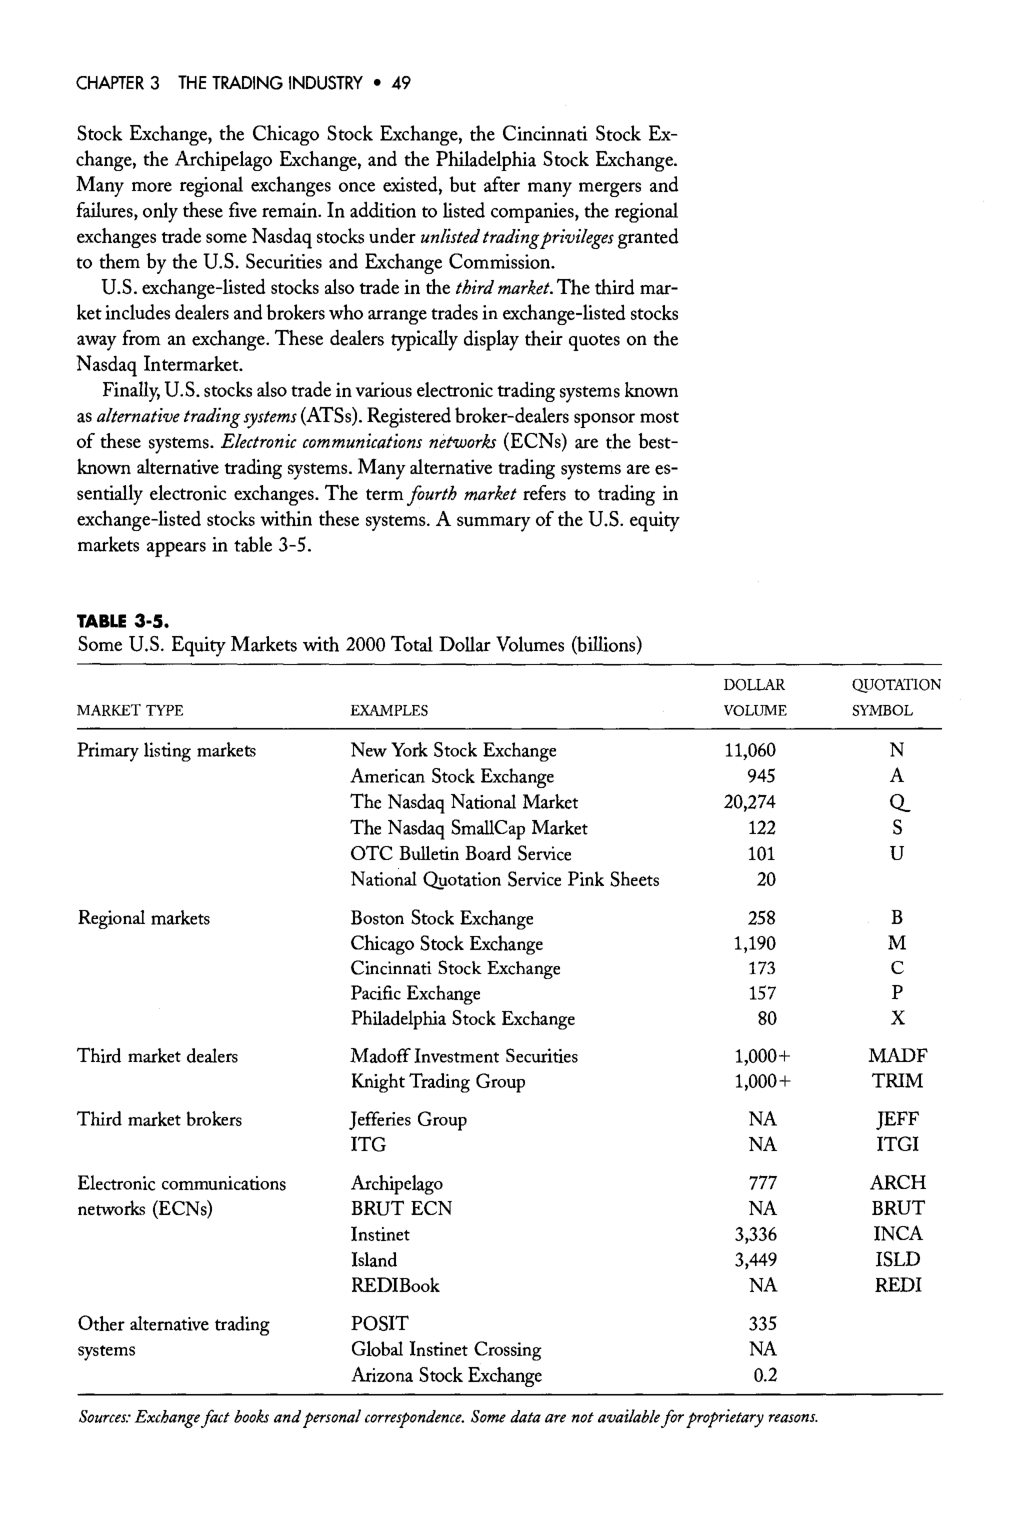 CHAPTER 3 THE TRADING INDUSTRY • 49
Stock Exchange, the Chicago Stock Exchange, the Cincinnati Stock Ex-
change, the Archipelago Exchange, and the Philadelphia Stock Exchange.
Many more regional exchanges once existed, but after many mergers and
failures, only these five remain. In addition to listed companies, the regional
exchanges trade some Nasdaq stocks under unlisted trading privileges granted
to them by the U.S. Securities and Exchange Commission.
U.S. exchange-listed stocks also trade in the third market. The third mar-
ket includes dealers and brokers who arrange trades in exchange-listed stocks
away from an exchange. These dealers typically display their quotes on the
Nasdaq Intermarket.
Finally, U.S. stocks also trade in various electronic trading systems known
as alternative trading systems (ATSs). Registered broker-dealers sponsor most
of these systems. Electronic communications networks (ECNs) are the best-
known alternative trading systems. Many alternative trading systems are es-
sentially electronic exchanges. The term fourth market refers to trading in
exchange-listed stocks within these systems. A summary of the U.S. equity
markets appears in table 3-5.
TABLE 3-5.
Some U.S. Equity Markets with 2000 Total Dollar Volumes (billions)
DOLLAR QUOTATION
MARKET TYPE EXAMPLES VOLUME SYMBOL
Primary listing markets New York Stock Exchange 11,060 N
American Stock Exchange 945 A
The Nasdaq National Market 20,274 Q
The Nasdaq SmallCap Market 122 S
OTC Bulletin Board Service 101 U
National Quotation Service Pink Sheets 20
Regional markets Boston Stock Exchange 258 B
Chicago Stock Exchange 1,190 M
Cincinnati Stock Exchange 173 C
Pacific Exchange 157 P
Philadelphia Stock Exchange 80 X
Third market dealers Madoff Investment Securities 1,000+ MADF
Knight Trading Group 1,000+ TRIM
Third market brokers Jefferies Group NA JEFF
ITG NA ITGI
Electronic communications Archipelago 777 ARCH
networks (ECNs) BRUT ECN NA BRUT
Instinet 3,336 INCA
Island 3,449 ISLD
REDIBook NA REDI
Other alternative trading POSIT 335
systems Global Instinet Crossing NA
Arizona Stock Exchange 0.2
Sources: Exchange fact books and personal correspondence. Some data are not available for proprietary reasons.